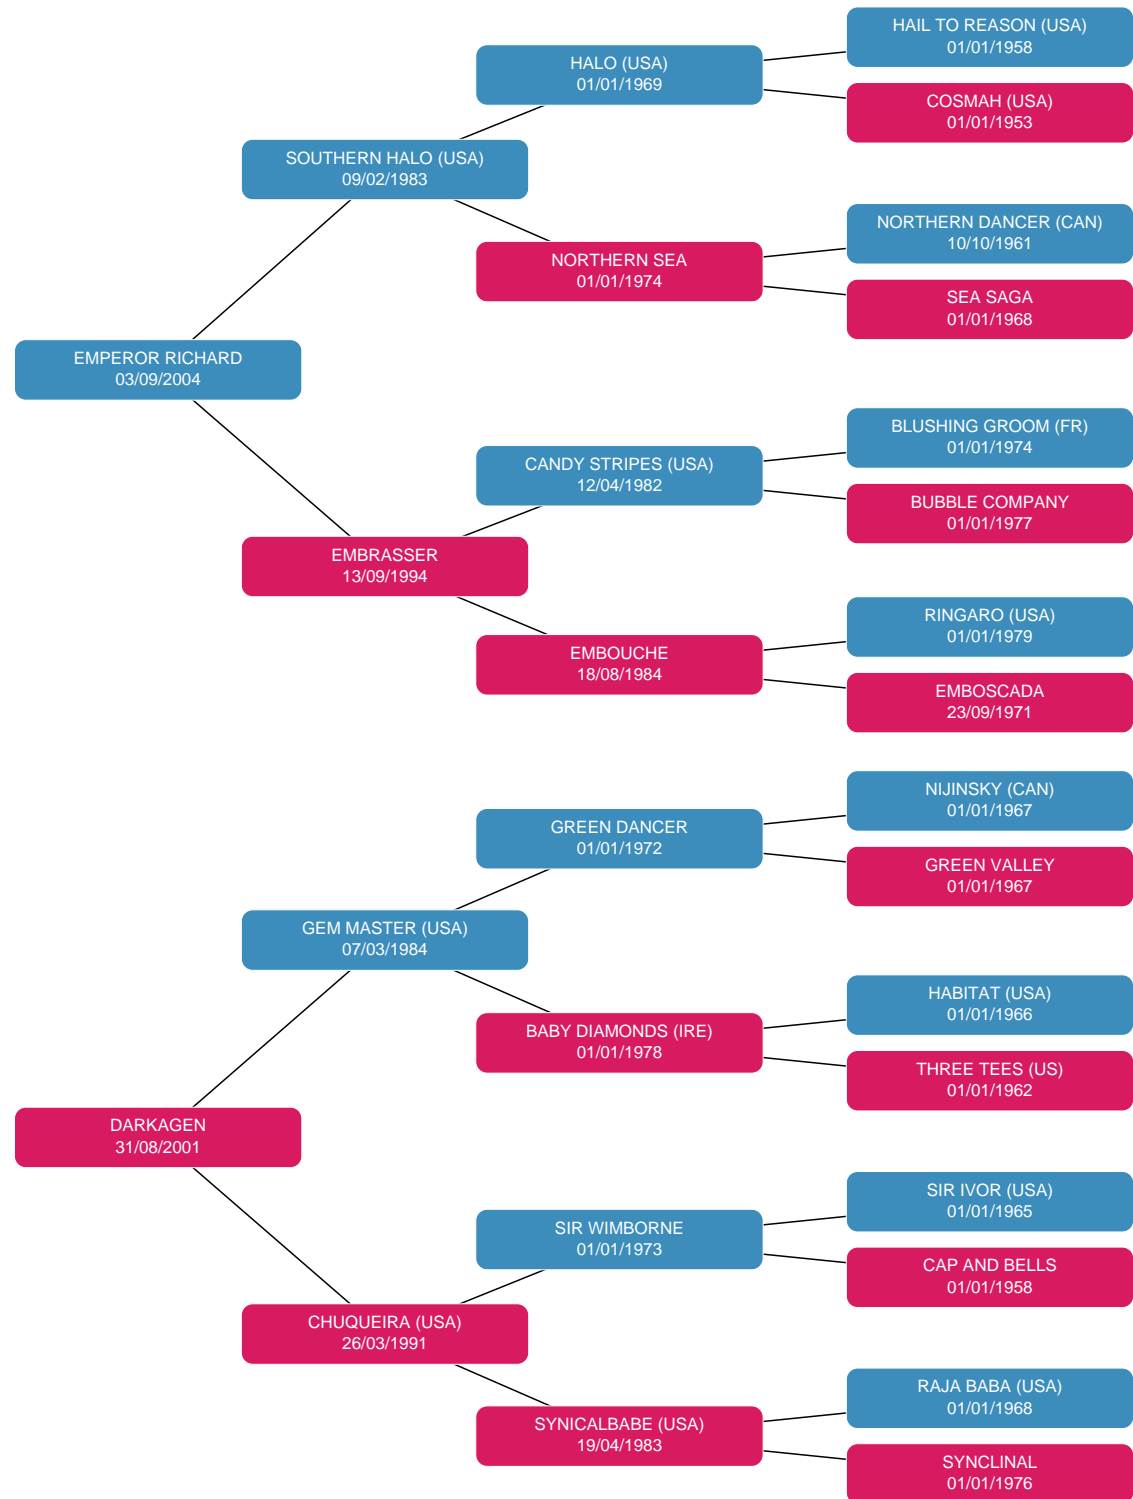 HAIL TO REASON (USA)
01/01/1958
HALO (USA)
01/01/1969
COSMAH (USA)
01/01/1953
SOUTHERN HALO (USA)
09/02/1983
NORTHERN DANCER (CAN)
10/10/1961
NORTHERN SEA
01/01/1974
SEA SAGA
01/01/1968
EMPEROR RICHARD
03/09/2004
BLUSHING GROOM (FR)
01/01/1974
CANDY STRIPES (USA)
12/04/1982
BUBBLE COMPANY
01/01/1977
EMBRASSER
13/09/1994
RINGARO (USA)
01/01/1979
EMBOUCHE
18/08/1984
EMBOSCADA
23/09/1971
NIJINSKY (CAN)
01/01/1967
GREEN DANCER
01/01/1972
GREEN VALLEY
01/01/1967
GEM MASTER (USA)
07/03/1984
HABITAT (USA)
01/01/1966
BABY DIAMONDS (IRE)
01/01/1978
THREE TEES (US)
01/01/1962
DARKAGEN
31/08/2001
SIR IVOR (USA)
01/01/1965
SIR WIMBORNE
01/01/1973
CAP AND BELLS
01/01/1958
CHUQUEIRA (USA)
26/03/1991
RAJA BABA (USA)
01/01/1968
SYNICALBABE (USA)
19/04/1983
SYNCLINAL
01/01/1976